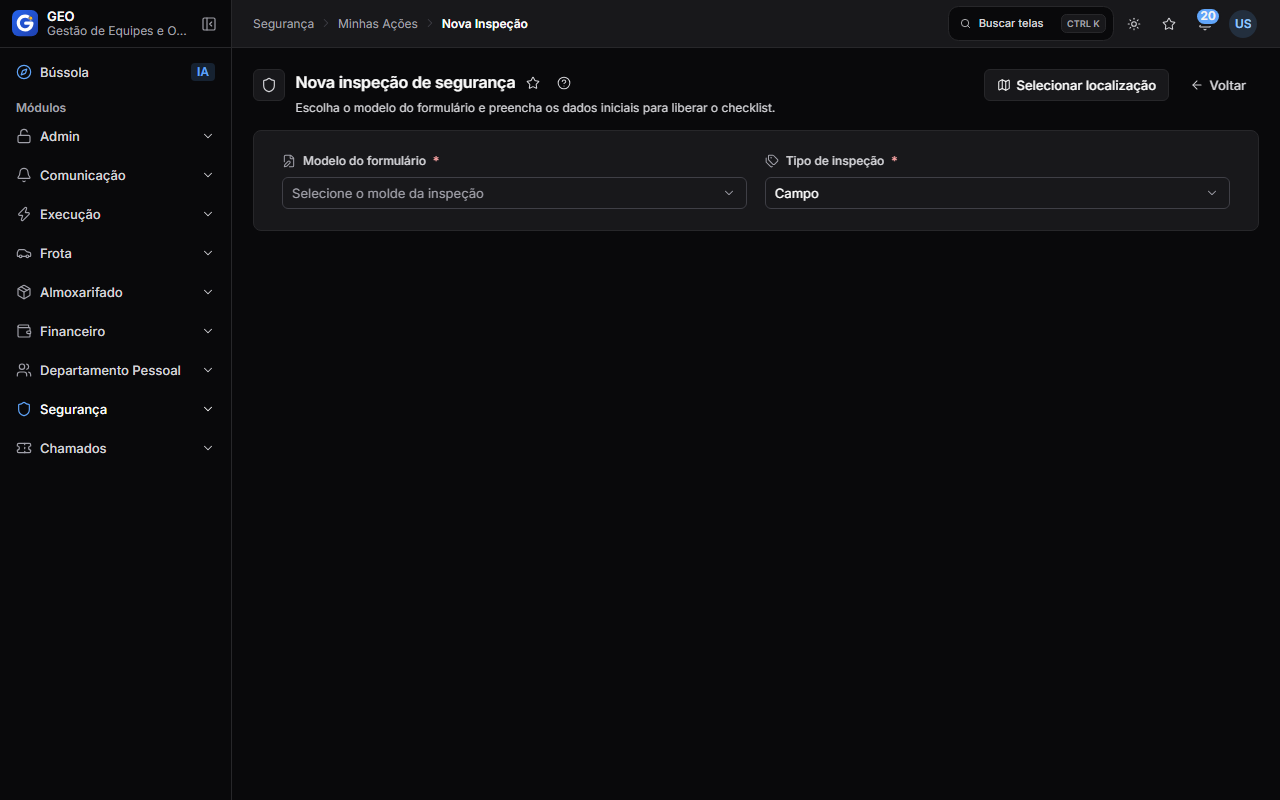 GEO
Gestão de Equipes e O...
Segurança
Minhas Ações
Nova Inspeção
Buscar telas
CTRL K
20
US
Bússola
IA
Módulos
Admin
Comunicação
Execução
Frota
Almoxarifado
Financeiro
Departamento Pessoal
Segurança
Chamados
Nova inspeção de segurança
Escolha o modelo do formulário e preencha os dados iniciais para liberar o checklist.
Selecionar localização
Voltar
Modelo do formulário *
Selecione o molde da inspeção
Tipo de inspeção *
Campo